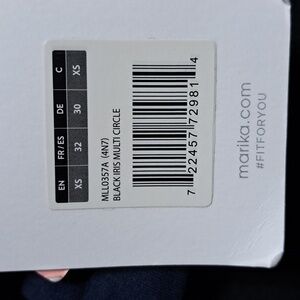 EN FR/ES DE C
XS 32 30 XS
MLL0357A (4N7)
BLACK IRIS MULTI CIRCLE
7 22457 72981 4
marika.com
#FITFORYOU